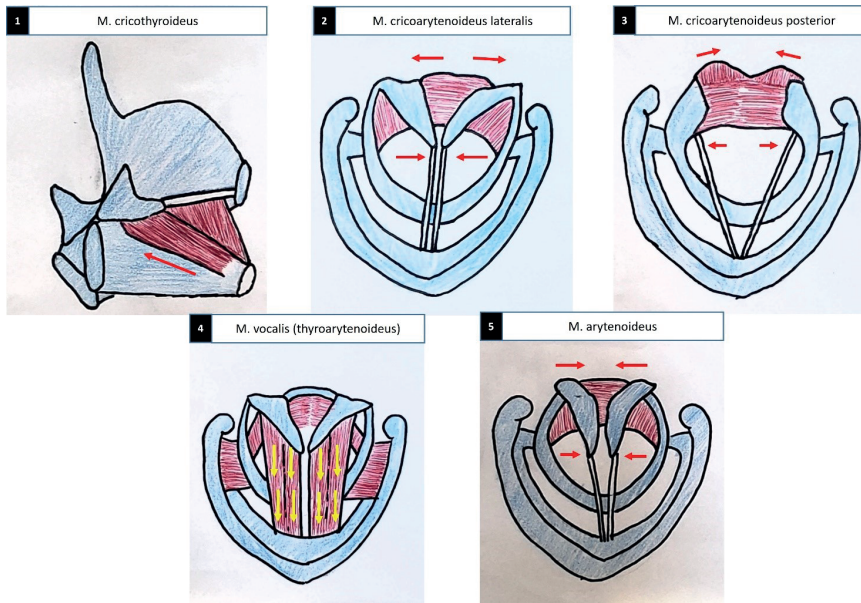 1
M. cricothyroideus
2
M. cricoarytenoideus lateralis
3
M. cricoarytenoideus posterior
4
M. vocalis (thyroarytenoideus)
5
M. arytenoideus